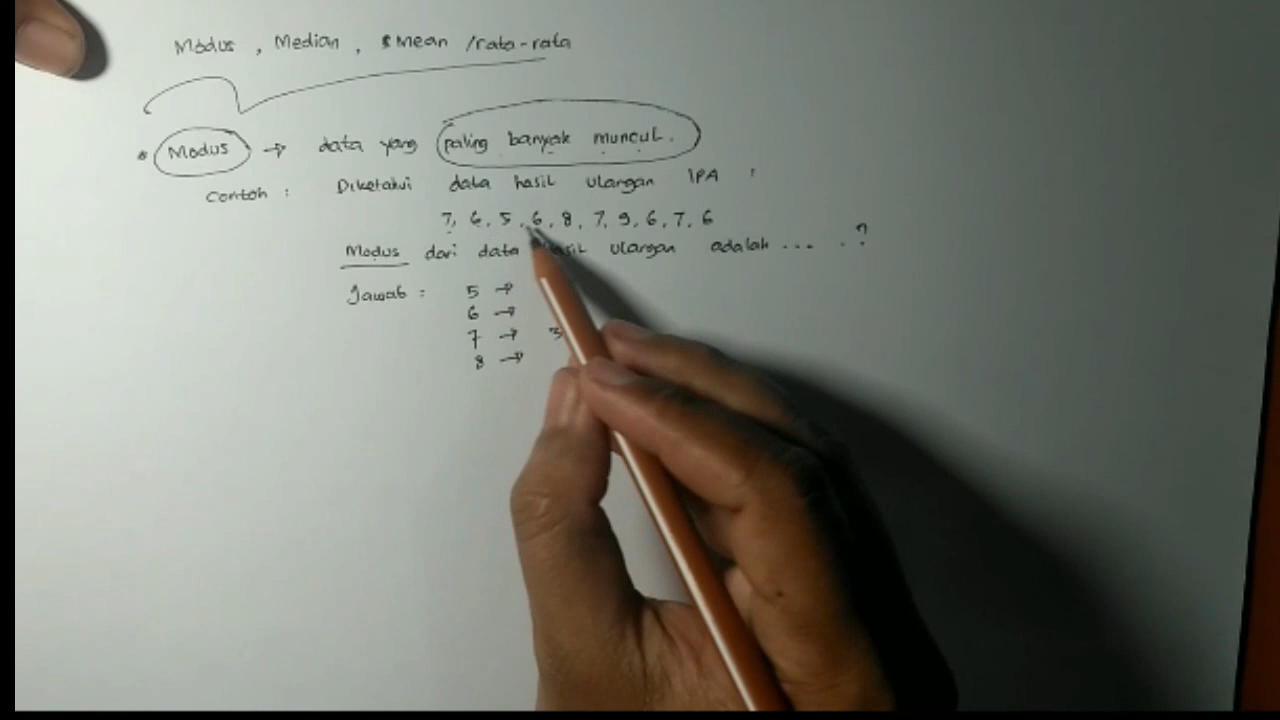 Modus , Median , & Mean /rata-rata
* Modus → data yang paling banyak muncul.
Contoh : Diketahui data hasil ulangan IPA :
7, 6, 5, 6, 8, 7, 9, 6, 7, 6
Modus dari data hasil ulangan adalah ... . ?
Jawab : 5 →
6 →
7 → 3
8 →